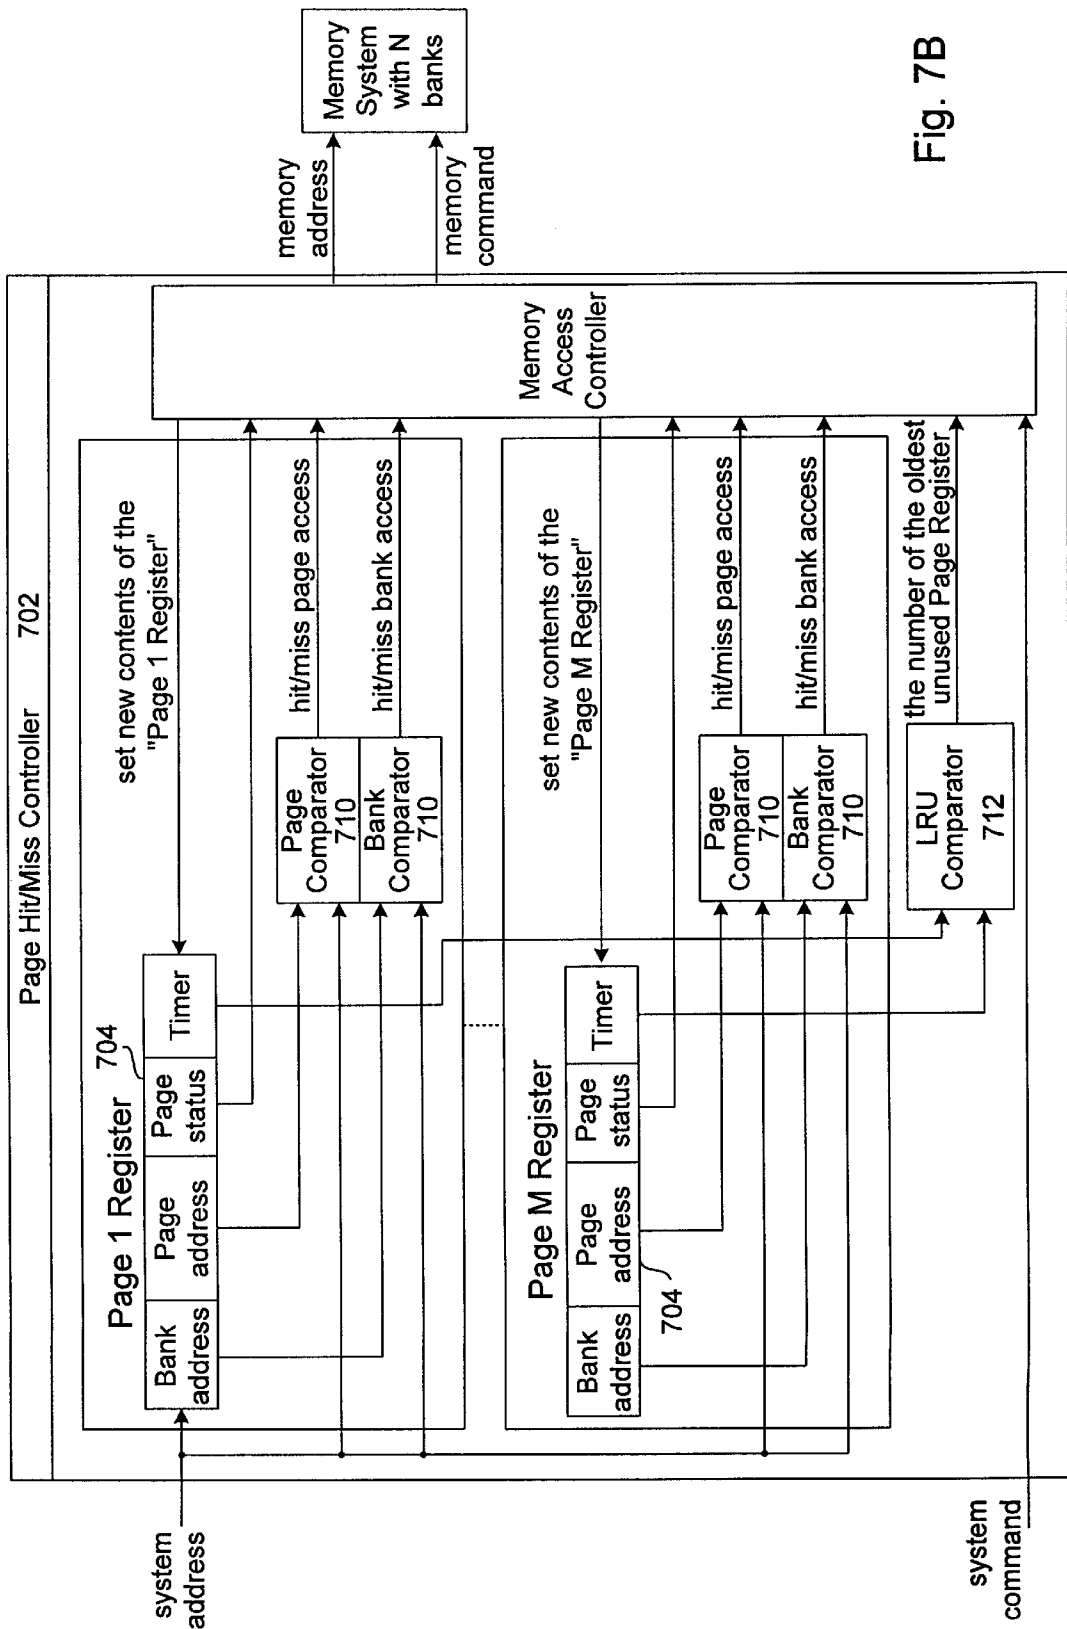 Page Hit/Miss Controller 702
system
address
Page 1 Register
704
Bank
address
Page
address
Page
status
Timer
set new contents of the
"Page 1 Register"
Page
Comparator
710
Bank
Comparator
710
hit/miss page access
hit/miss bank access
Page M Register
Bank
address
Page
address
Page
status
Timer
704
set new contents of the
"Page M Register"
Page
Comparator
710
Bank
Comparator
710
hit/miss page access
hit/miss bank access
LRU
Comparator
712
the number of the oldest
unused Page Register
system
command
Memory
Access
Controller
memory
address
memory
command
Memory
System
with N
banks
Fig. 7B